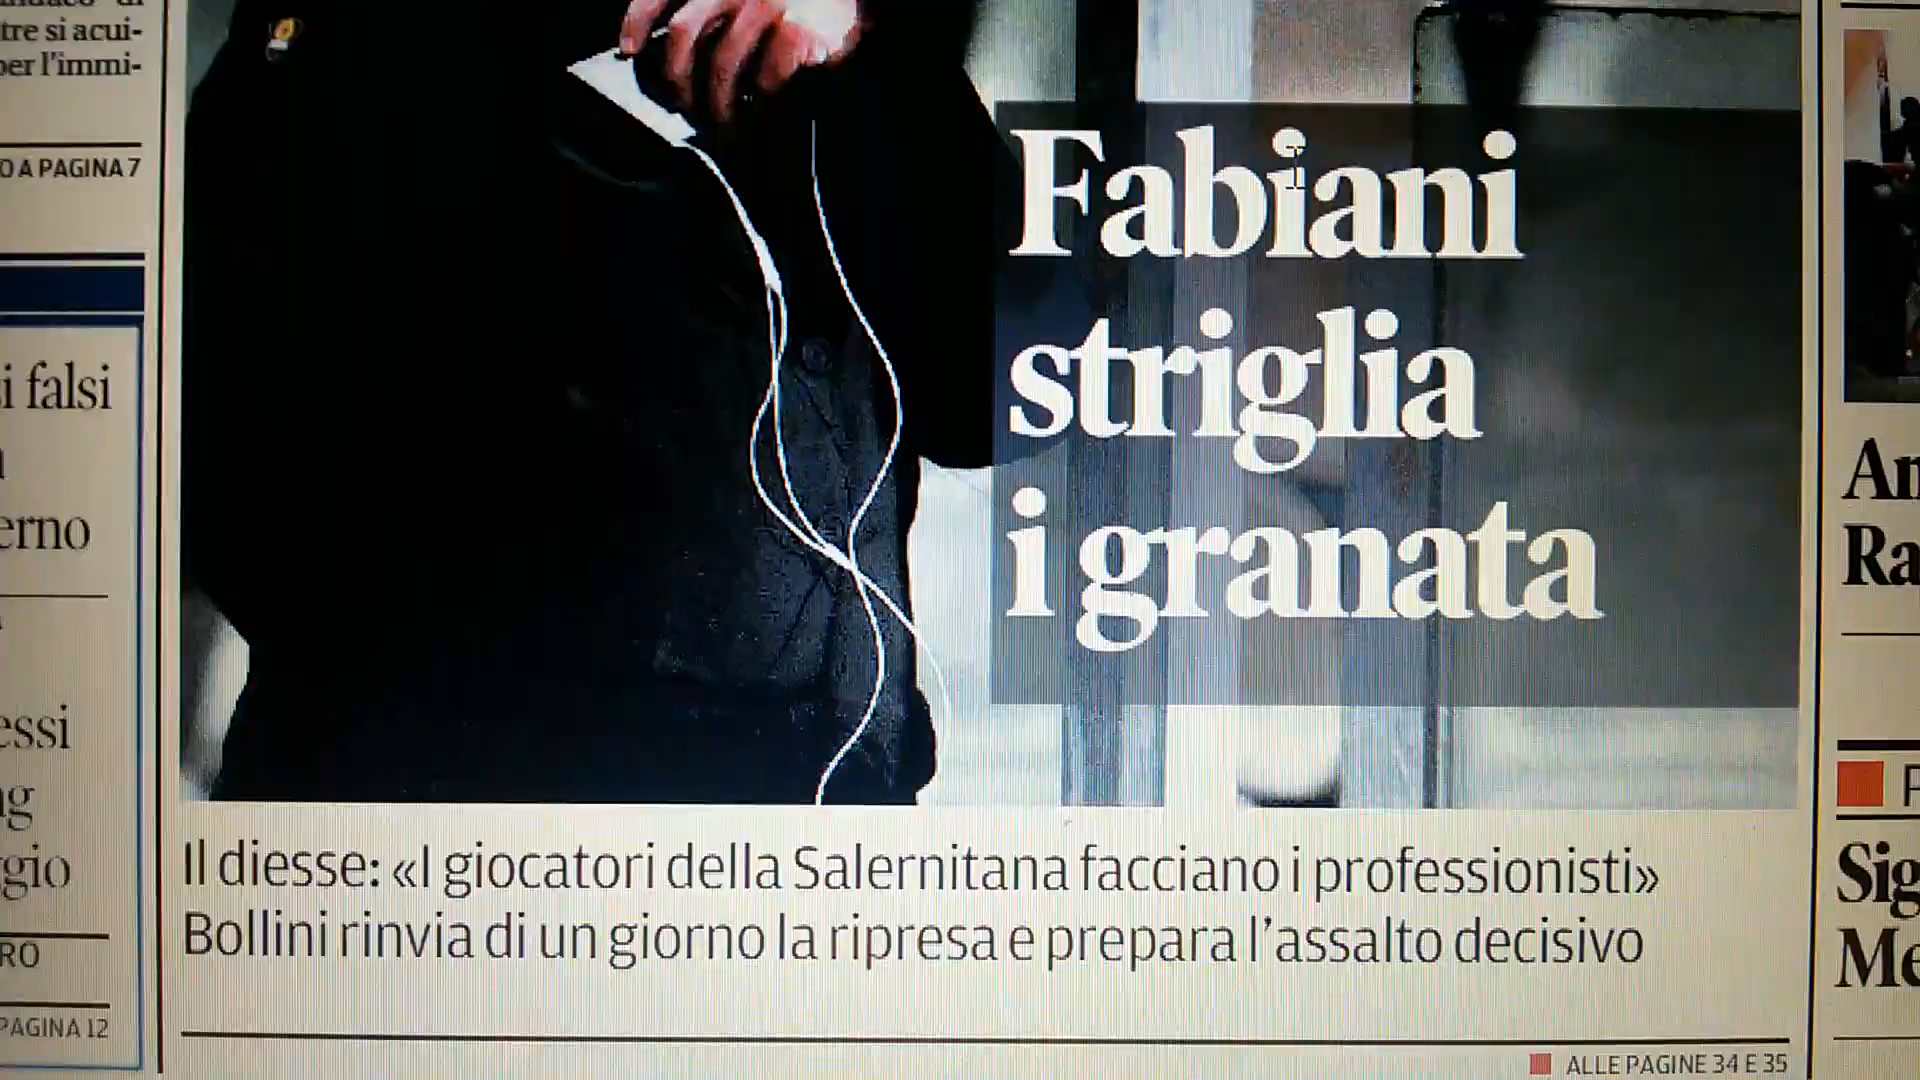 tre si acui-
per l'immi-
A PAGINA 7
i falsi
erno
essi
ggio
RO
PAGINA 12
Fabiani
striglia
i granata
Il diesse: «I giocatori della Salernitana facciano i professionisti»
Bollini rinvia di un giorno la ripresa e prepara l'assalto decisivo
ALLE PAGINE 34 E 35
An
Ra
Sig
Me